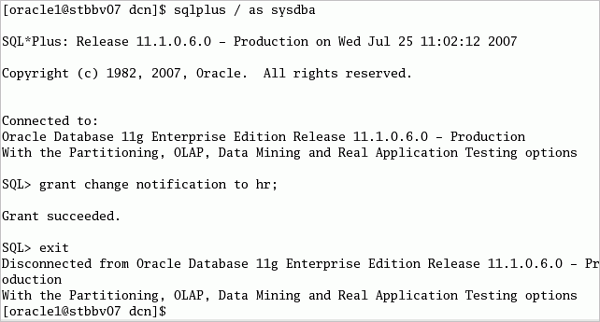 [oracle1@stbbv07 dcn]$ sqlplus / as sysdba
SQL*Plus: Release 11.1.0.6.0 - Production on Wed Jul 25 11:02:12 2007
Copyright (c) 1982, 2007, Oracle.  All rights reserved.
Connected to:
Oracle Database 11g Enterprise Edition Release 11.1.0.6.0 - Production
With the Partitioning, OLAP, Data Mining and Real Application Testing options
SQL> grant change notification to hr;
Grant succeeded.
SQL> exit
Disconnected from Oracle Database 11g Enterprise Edition Release 11.1.0.6.0 - Pr
oduction
With the Partitioning, OLAP, Data Mining and Real Application Testing options
[oracle1@stbbv07 dcn]$